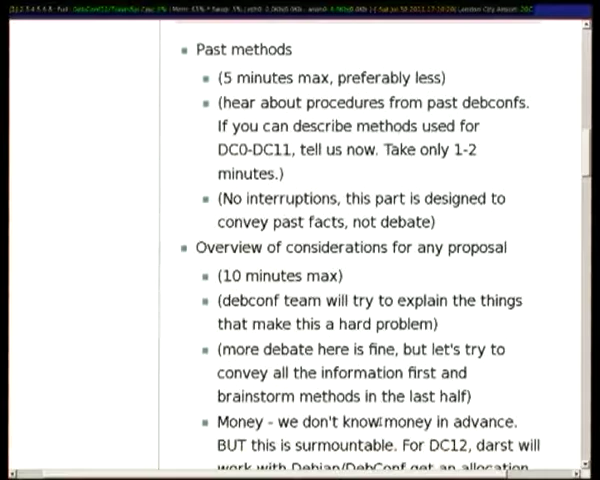 Past methods
(5 minutes max, preferably less)
(hear about procedures from past debconfs.
If you can describe methods used for
DC0-DC11, tell us now. Take only 1-2
minutes.)
(No interruptions, this part is designed to
convey past facts, not debate)
Overview of considerations for any proposal
(10 minutes max)
(debconf team will try to explain the things
that make this a hard problem)
(more debate here is fine, but let's try to
convey all the information first and
brainstorm methods in the last half)
Money - we don't know money in advance.
BUT this is surmountable. For DC12, darst will
work with Debian/DebConf get an allocation